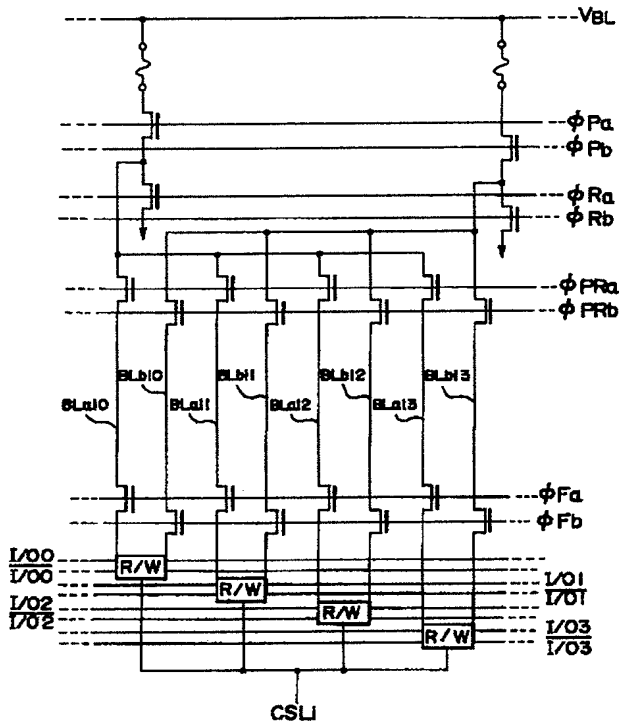 VBL
ϕPa
ϕPb
ϕRa
ϕRb
ϕPRa
ϕPRb
BLa10
BLb10
BLa11
BLb11
BLa12
BLb12
BLa13
BLb13
ϕFa
ϕFb
I/O0
I/O0
R/W
I/O1
I/O1
R/W
I/O2
I/O2
R/W
I/O3
I/O3
R/W
CSLi